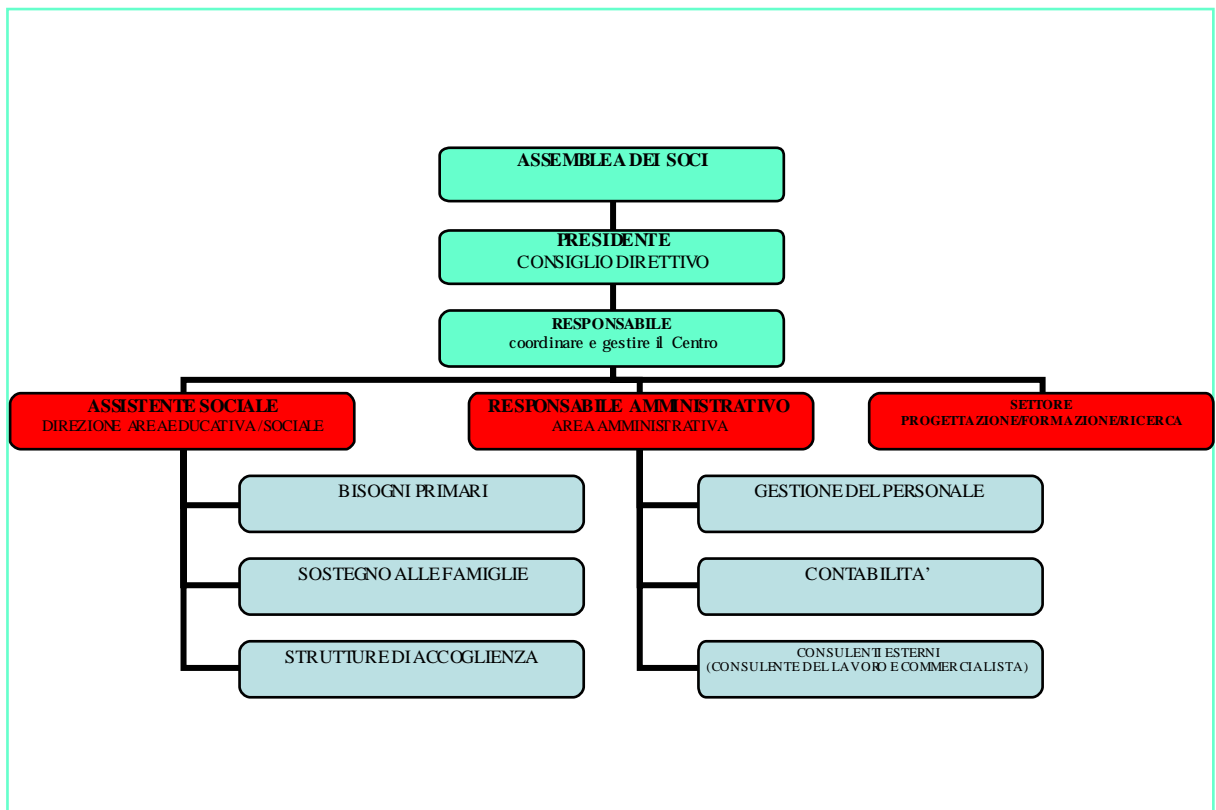 ASSEMBLEA DEI SOCI
PRESIDENTE
CONSIGLIO DIRETTIVO
RESPONSABILE
coordinare e gestire il Centro
ASSISTENTE SOCIALE
DIREZIONE AREA EDUCATIVA/SOCIALE
RESPONSABILE AMMINISTRATIVO
AREA AMMINISTRATIVA
SETTORE
PROGETTAZIONE/FORMAZIONE/RICERCA
BISOGNI PRIMARI
SOSTEGNO ALLE FAMIGLIE
STRUTTURE DI ACCOGLIENZA
GESTIONE DEL PERSONALE
CONTABILITA'
CONSULENTI ESTERNI
(CONSULENTE DEL LAVORO E COMMERCIALISTA)